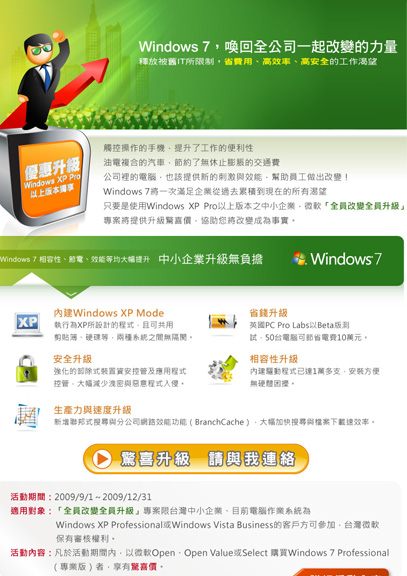 Windows 7，喚回全公司一起改變的力量
釋放被舊IT所限制，省費用、高效率、高安全的工作渴望
優惠升級
Windows XP Pro
以上版本獨享
觸控操作的手機，提升了工作的便利性
油電複合的汽車，節約了無休止膨脹的交通費
公司裡的電腦，也該提供新的刺激與效能，幫助員工做出改變！
Windows 7將一次滿足企業從過去累積到現在的所有渴望
只要是使用Windows XP Pro以上版本之中小企業，微軟「全員改變全員升級」
專案將提供升級驚喜價，協助您將改變成為事實。
Windows 7 相容性、節電、效能等均大幅提升 中小企業升級無負擔
Windows 7
XP
內建Windows XP Mode
執行為XP所設計的程式，且可共用
剪貼簿、硬碟等，兩種系統之間無隔閡。
省錢升級
英國PC Pro Labs以Beta版測
試，50台電腦可節省電費10萬元。
安全升級
強化的卸除式裝置資安控管及應用程式
控管，大幅減少洩密與惡意程式入侵。
相容性升級
內建驅動程式已達1萬多支，安裝方便
無硬體困擾。
生產力與速度升級
新增聯邦式搜尋與分公司網路效能功能（BranchCache），大幅加快搜尋與檔案下載速效率。
驚喜升級 請與我連絡
活動期間：2009/9/1～2009/12/31
適用對象：「全員改變全員升級」專案限台灣中小企業、目前電腦作業系統為
Windows XP Professional或Windows Vista Business的客戶方可參加，台灣微軟
保有審核權利。
活動內容：凡於活動期間內，以微軟Open、Open Value或Select 購買Windows 7 Professional
（專業版）者，享有驚喜價。